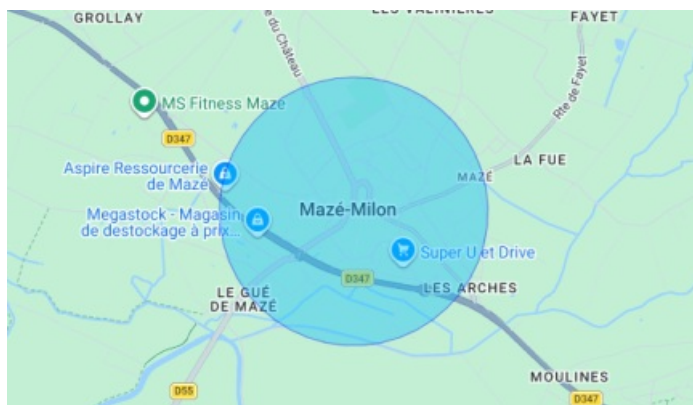 GROLLAY
LES VALINIÈRES
FAYET
e du Château
Rte de Fayet
MS Fitness Mazé
D347
LA FUE
Aspire Ressourcerie
de Mazé
MAZÉ
Mazé-Milon
Megastock - Magasin
de destockage à prix...
Super U et Drive
D347
LES ARCHES
LE GUÉ
DE MAZÉ
MOULINES
D55
D347